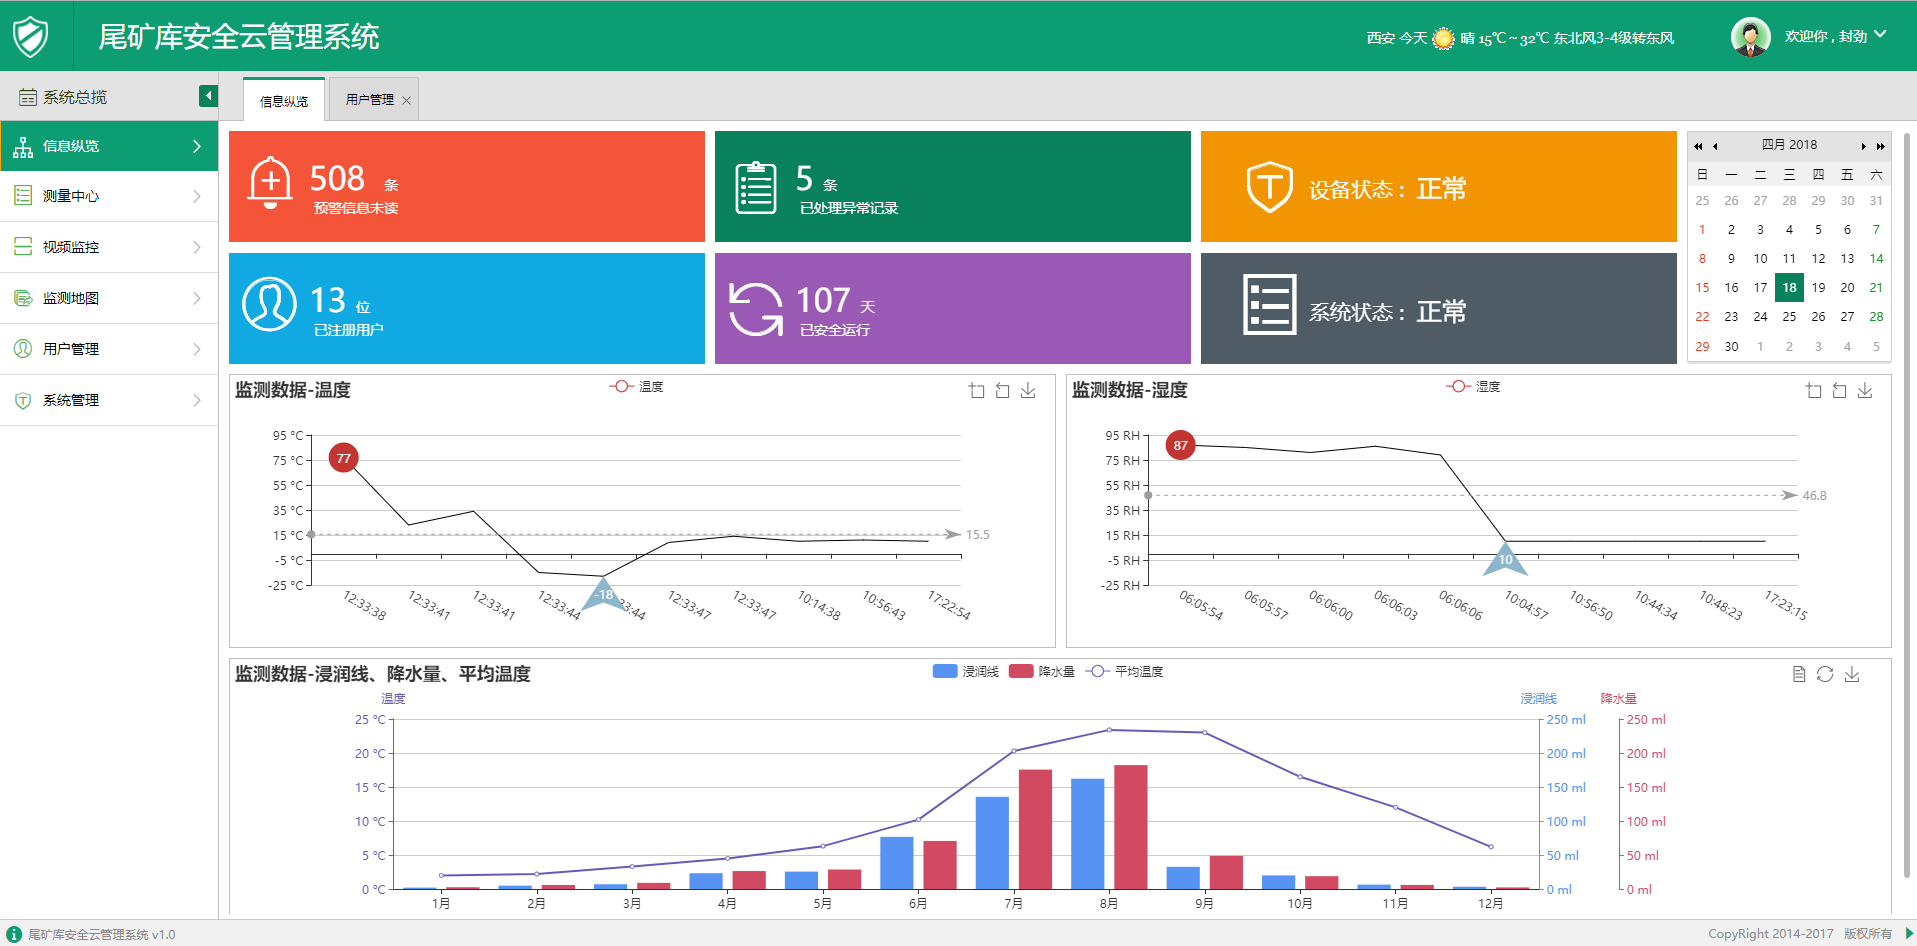 尾矿库安全云管理系统
西安 今天 晴 15℃ ~ 32℃ 东北风3-4级转东风
欢迎你 , 封劲
系统总揽
信息纵览
用户管理
信息纵览
测量中心
视频监控
监测地图
用户管理
系统管理
508 条
预警信息未读
5 条
已处理异常记录
设备状态 : 正常
13 位
已注册用户
107 天
已安全运行
系统状态 : 正常
四月 2018
日 一 二 三 四 五 六
25 26 27 28 29 30 31
1 2 3 4 5 6 7
8 9 10 11 12 13 14
15 16 17 18 19 20 21
22 23 24 25 26 27 28
29 30 1 2 3 4 5
监测数据-温度
温度
95 °C
75 °C
55 °C
35 °C
15 °C
-5 °C
-25 °C
77
-18
15.5
12:33:38 12:33:41 12:33:41 12:33:44 33:44 12:33:47 12:33:47 10:14:38 10:56:43 17:22:54
监测数据-湿度
湿度
95 RH
75 RH
55 RH
35 RH
15 RH
-5 RH
-25 RH
87
10
46.8
06:05:54 06:05:57 06:06:00 06:06:03 06:06:06 10:04:57 10:56:50 10:44:34 10:48:23 17:23:15
监测数据-浸润线、降水量、平均温度
浸润线 降水量 平均温度
温度
25 °C
20 °C
15 °C
10 °C
5 °C
0 °C
浸润线
250 ml
200 ml
150 ml
100 ml
50 ml
0 ml
降水量
250 ml
200 ml
150 ml
100 ml
50 ml
0 ml
1月 2月 3月 4月 5月 6月 7月 8月 9月 10月 11月 12月
尾矿库安全云管理系统 v1.0
CopyRight 2014-2017 版权所有